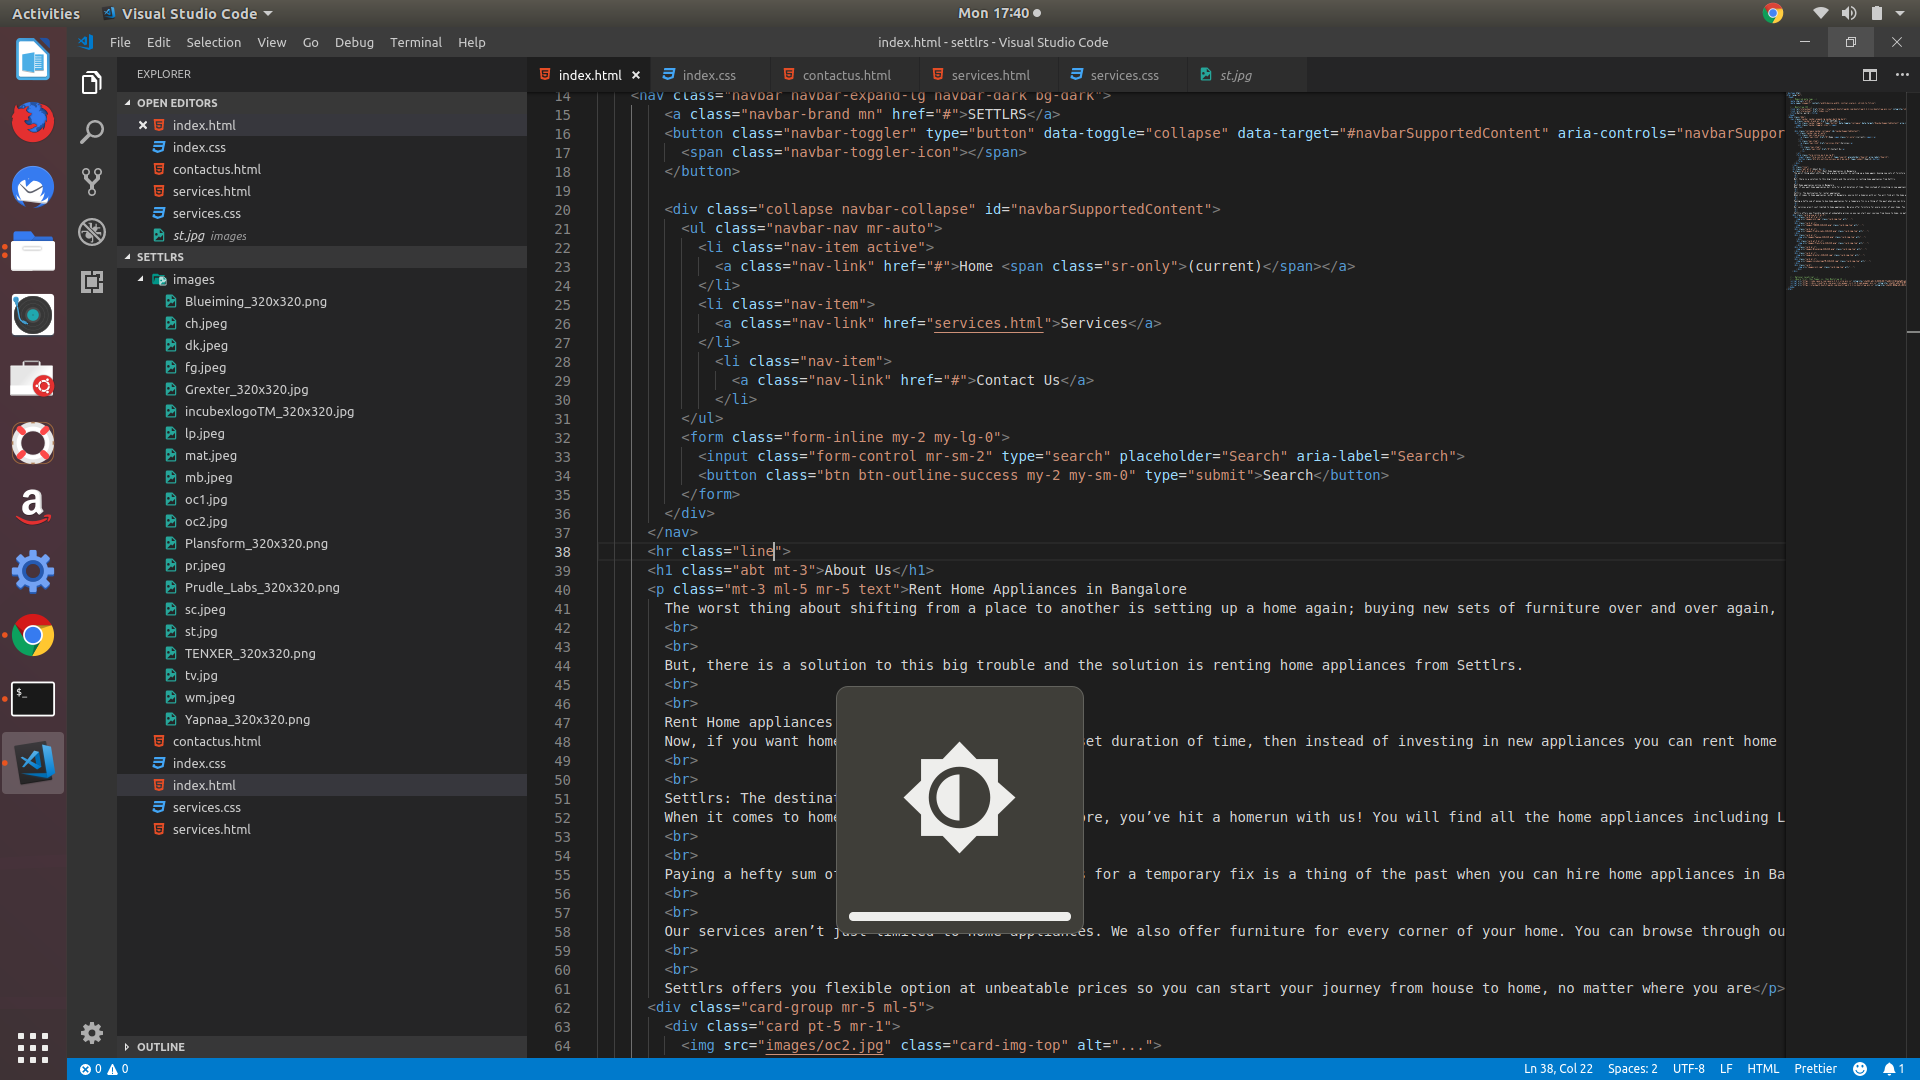 Activities
Visual Studio Code
Mon 17:40
File Edit Selection View Go Debug Terminal Help
index.html - settlrs - Visual Studio Code
EXPLORER
OPEN EDITORS
index.html
index.css
contactus.html
services.html
services.css
st.jpg images
SETTLRS
images
Blueiming_320x320.png
ch.jpeg
dk.jpeg
fg.jpeg
Grexter_320x320.jpg
incubexlogoTM_320x320.jpg
lp.jpeg
mat.jpeg
mb.jpeg
oc1.jpg
oc2.jpg
Plansform_320x320.png
pr.jpeg
Prudle_Labs_320x320.png
sc.jpeg
st.jpg
TENXER_320x320.png
tv.jpg
wm.jpeg
Yapnaa_320x320.png
contactus.html
index.css
index.html
services.css
services.html
OUTLINE
index.html index.css contactus.html services.html services.css st.jpg
14 <nav class="navbar navbar-expand-lg navbar-dark bg-dark">
15 <a class="navbar-brand mn" href="#">SETTLRS</a>
16 <button class="navbar-toggler" type="button" data-toggle="collapse" data-target="#navbarSupportedContent" aria-controls="navbarSuppor
17 <span class="navbar-toggler-icon"></span>
18 </button>
19
20 <div class="collapse navbar-collapse" id="navbarSupportedContent">
21 <ul class="navbar-nav mr-auto">
22 <li class="nav-item active">
23 <a class="nav-link" href="#">Home <span class="sr-only">(current)</span></a>
24 </li>
25 <li class="nav-item">
26 <a class="nav-link" href="services.html">Services</a>
27 </li>
28 <li class="nav-item">
29 <a class="nav-link" href="#">Contact Us</a>
30 </li>
31 </ul>
32 <form class="form-inline my-2 my-lg-0">
33 <input class="form-control mr-sm-2" type="search" placeholder="Search" aria-label="Search">
34 <button class="btn btn-outline-success my-2 my-sm-0" type="submit">Search</button>
35 </form>
36 </div>
37 </nav>
38 <hr class="line">
39 <h1 class="abt mt-3">About Us</h1>
40 <p class="mt-3 ml-5 mr-5 text">Rent Home Appliances in Bangalore
41 The worst thing about shifting from a place to another is setting up a home again; buying new sets of furniture over and over again,
42 <br>
43 <br>
44 But, there is a solution to this big trouble and the solution is renting home appliances from Settlrs.
45 <br>
46 <br>
47 Rent Home appliances
48 Now, if you want home et duration of time, then instead of investing in new appliances you can rent home
49 <br>
50 <br>
51 Settlrs: The destinat
52 When it comes to home re, you’ve hit a homerun with us! You will find all the home appliances including L
53 <br>
54 <br>
55 Paying a hefty sum of for a temporary fix is a thing of the past when you can hire home appliances in Ba
56 <br>
57 <br>
58 Our services aren’t just limited to home appliances. We also offer furniture for every corner of your home. You can browse through ou
59 <br>
60 <br>
61 Settlrs offers you flexible option at unbeatable prices so you can start your journey from house to home, no matter where you are</p>
62 <div class="card-group mr-5 ml-5">
63 <div class="card pt-5 mr-1">
64 <img src="images/oc2.jpg" class="card-img-top" alt="...">
0 0
Ln 38, Col 22 Spaces: 2 UTF-8 LF HTML Prettier 1